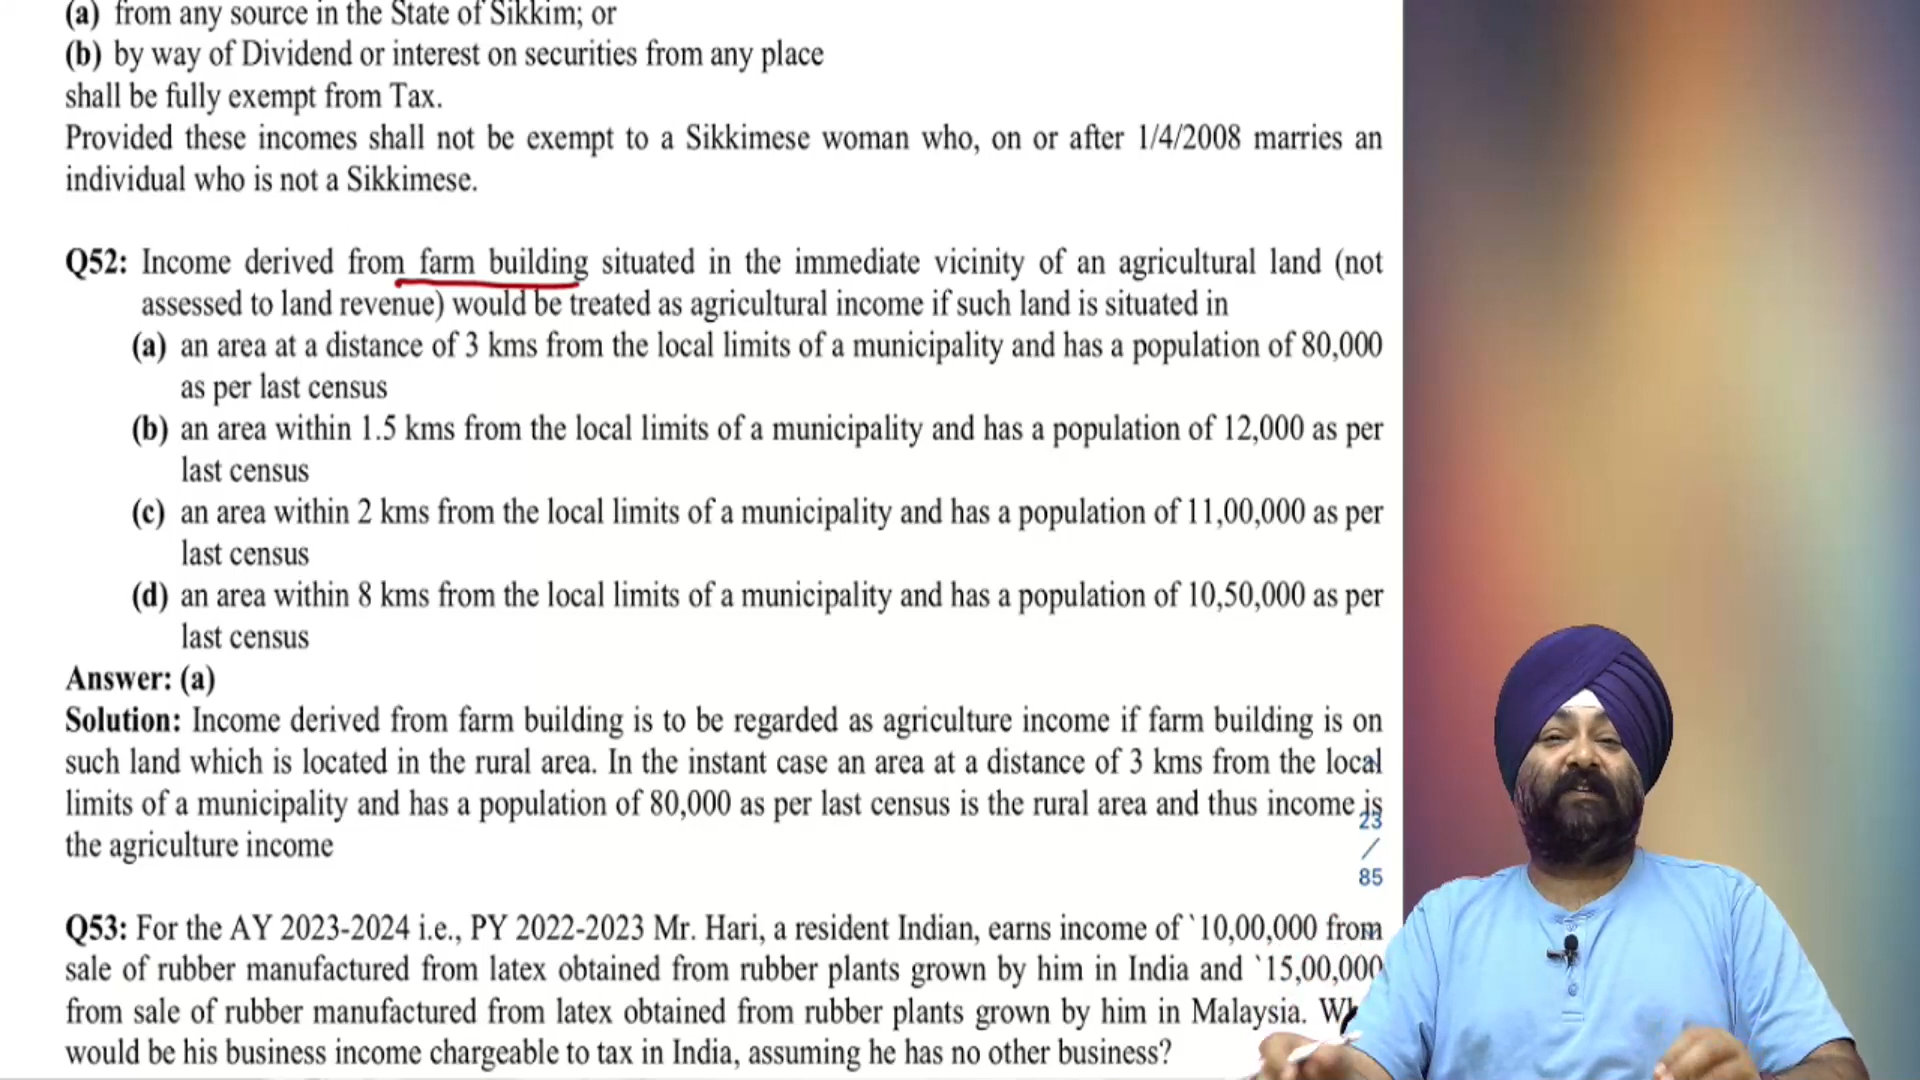 (a) from any source in the State of Sikkim; or
(b) by way of Dividend or interest on securities from any place
shall be fully exempt from Tax.
Provided these incomes shall not be exempt to a Sikkimese woman who, on or after 1/4/2008 marries an
individual who is not a Sikkimese.
Q52: Income derived from farm building situated in the immediate vicinity of an agricultural land (not
assessed to land revenue) would be treated as agricultural income if such land is situated in
(a) an area at a distance of 3 kms from the local limits of a municipality and has a population of 80,000
as per last census
(b) an area within 1.5 kms from the local limits of a municipality and has a population of 12,000 as per
last census
(c) an area within 2 kms from the local limits of a municipality and has a population of 11,00,000 as per
last census
(d) an area within 8 kms from the local limits of a municipality and has a population of 10,50,000 as per
last census
Answer: (a)
Solution: Income derived from farm building is to be regarded as agriculture income if farm building is on
such land which is located in the rural area. In the instant case an area at a distance of 3 kms from the local
limits of a municipality and has a population of 80,000 as per last census is the rural area and thus income is
the agriculture income
23
/
85
Q53: For the AY 2023-2024 i.e., PY 2022-2023 Mr. Hari, a resident Indian, earns income of `10,00,000 from
sale of rubber manufactured from latex obtained from rubber plants grown by him in India and `15,00,000
from sale of rubber manufactured from latex obtained from rubber plants grown by him in Malaysia.
would be his business income chargeable to tax in India, assuming he has no other business?